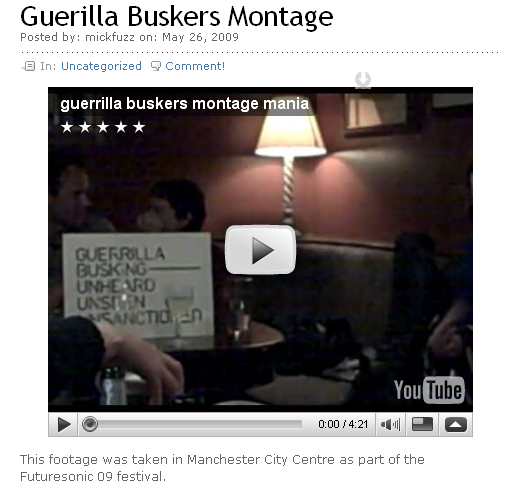 Guerilla Buskers Montage
Posted by: mickfuzz on: May 26, 2009
In: Uncategorized Comment!
guerrilla buskers montage mania
GUERRILLA
BUSKING
UNHEARD
UNSEEN
UNSANCTIONED
YouTube
0:00 / 4:21
This footage was taken in Manchester City Centre as part of the
Futuresonic 09 festival.